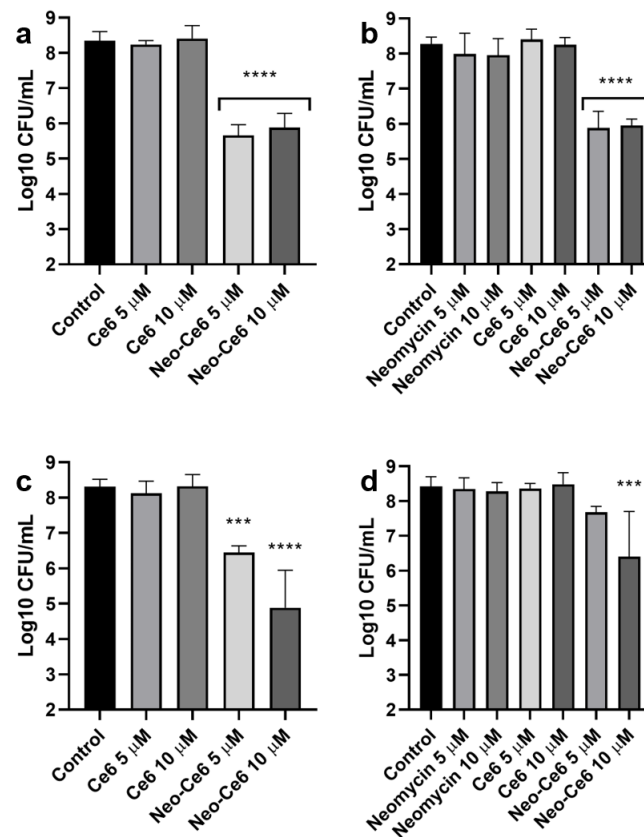 a
Log10 CFU/mL
9
8
7
6
5
4
3
2
****
Control
Ce6 5 μM
Ce6 10 μM
Neo-Ce6 5 μM
Neo-Ce6 10 μM
b
Log10 CFU/mL
9
8
7
6
5
4
3
2
****
Control
Neomycin 5 μM
Neomycin 10 μM
Ce6 5 μM
Ce6 10 μM
Neo-Ce6 5 μM
Neo-Ce6 10 μM
c
Log10 CFU/mL
9
8
7
6
5
4
3
2
***
****
Control
Ce6 5 μM
Ce6 10 μM
Neo-Ce6 5 μM
Neo-Ce6 10 μM
d
Log10 CFU/mL
9
8
7
6
5
4
3
2
***
Control
Neomycin 5 μM
Neomycin 10 μM
Ce6 5 μM
Ce6 10 μM
Neo-Ce6 5 μM
Neo-Ce6 10 μM